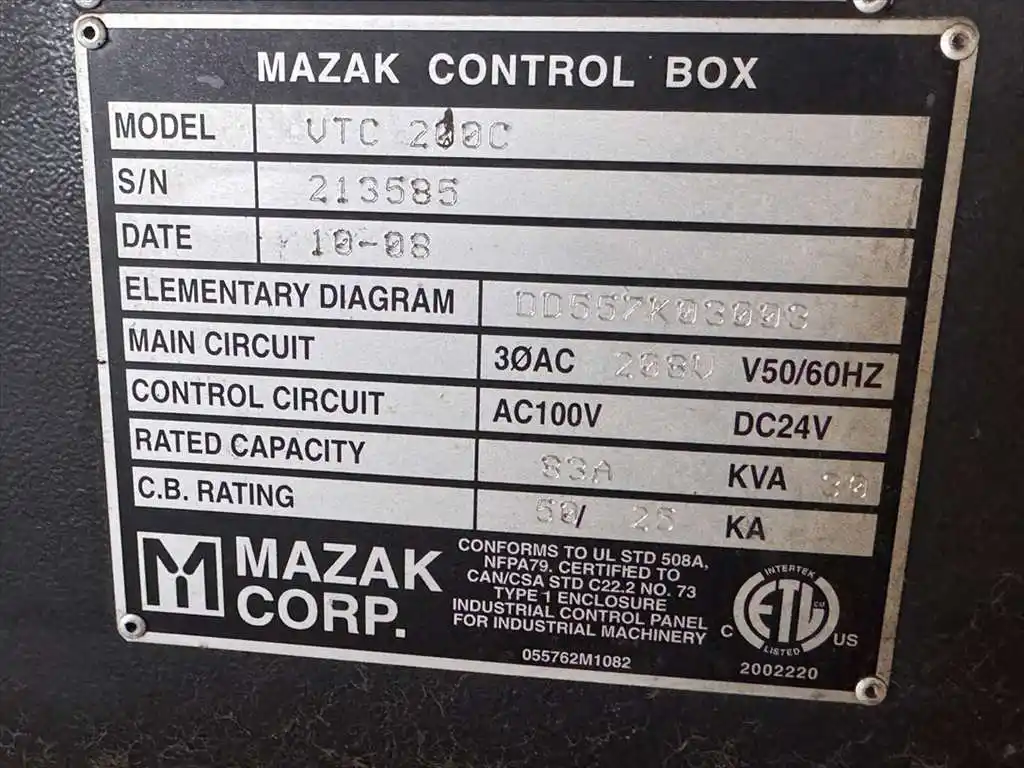 MAZAK CONTROL BOX
MODEL VTC 200C
S/N 213585
DATE 10-08
ELEMENTARY DIAGRAM DD557K03003
MAIN CIRCUIT 3ØAC 208V V50/60HZ
CONTROL CIRCUIT AC100V DC24V
RATED CAPACITY 83A KVA 30
C.B. RATING 50/ 25 KA
MAZAK CORP.
CONFORMS TO UL STD 508A,
NFPA79. CERTIFIED TO
CAN/CSA STD C22.2 NO. 73
TYPE 1 ENCLOSURE
INDUSTRIAL CONTROL PANEL
FOR INDUSTRIAL MACHINERY
055762M1082
INTERTEK
ETL CM
LISTED
C US
2002220